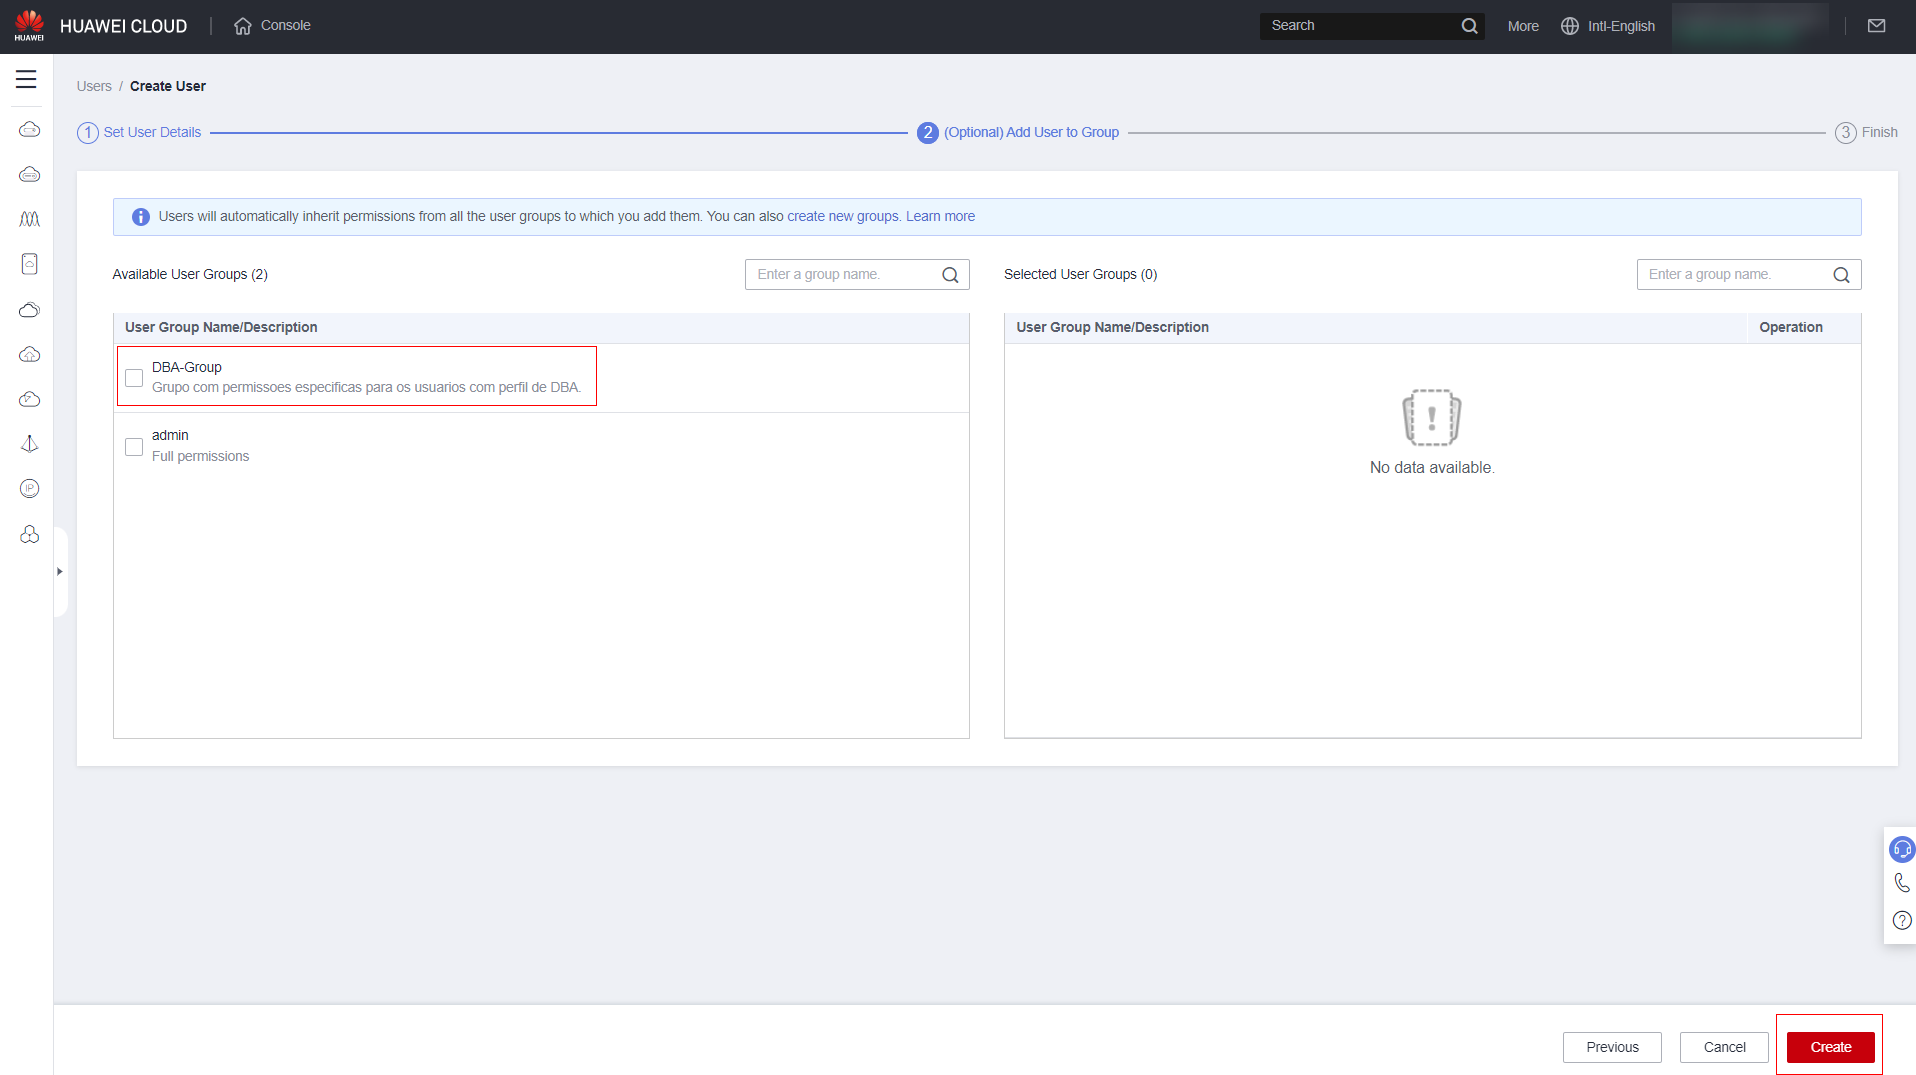 HUAWEI
HUAWEI CLOUD
Console
Search
More
Intl-English
Users / Create User
1 Set User Details
2 (Optional) Add User to Group
3 Finish
Users will automatically inherit permissions from all the user groups to which you add them. You can also create new groups. Learn more
Available User Groups (2)
Enter a group name.
Selected User Groups (0)
Enter a group name.
User Group Name/Description
User Group Name/Description
Operation
DBA-Group
Grupo com permissoes especificas para os usuarios com perfil de DBA.
admin
Full permissions
No data available.
IP
Previous
Cancel
Create